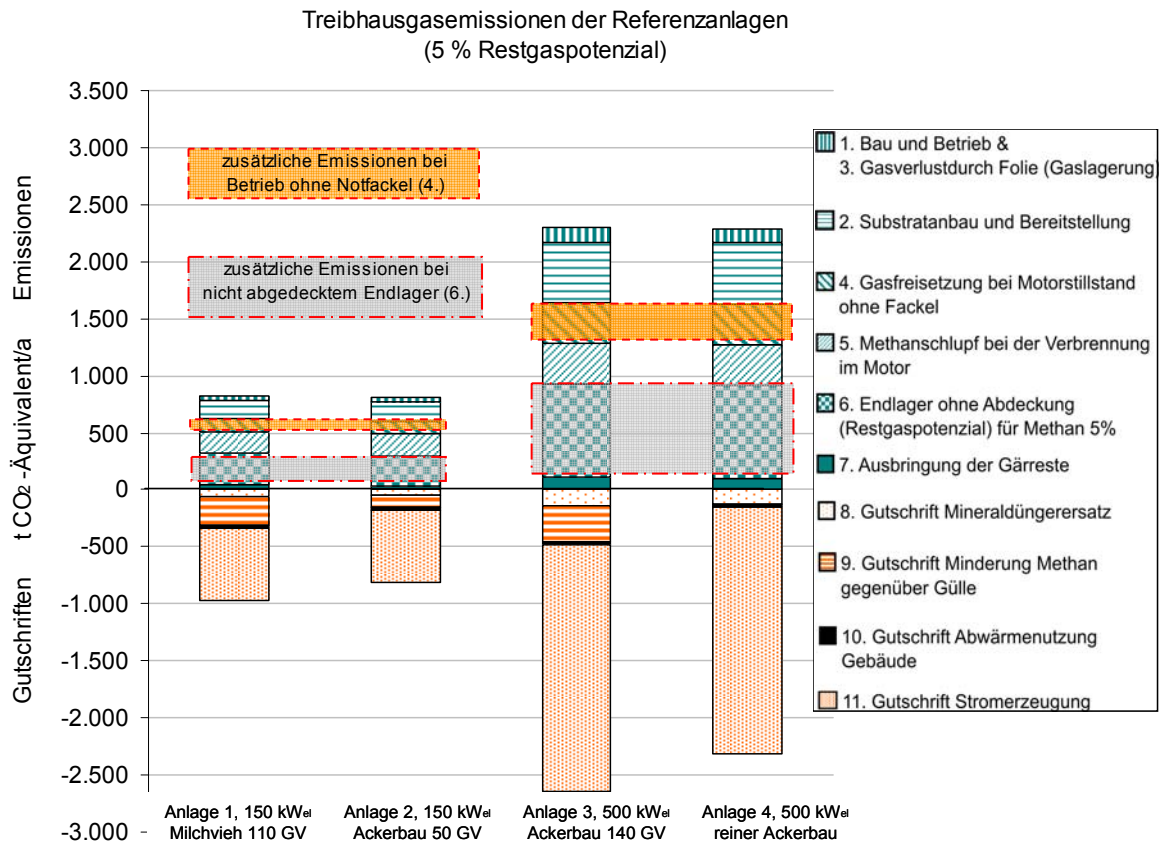 Treibhausgasemissionen der Referenzanlagen
(5 % Restgaspotenzial)
t CO2 -Äquivalent/a
Emissionen
Gutschriften
3.500
3.000
2.500
2.000
1.500
1.000
500
0
-500
-1.000
-1.500
-2.000
-2.500
-3.000
zusätzliche Emissionen bei
Betrieb ohne Notfackel (4.)
zusätzliche Emissionen bei
nicht abgedecktem Endlager (6.)
Anlage 1, 150 kWel
Milchvieh 110 GV
Anlage 2, 150 kWel
Ackerbau 50 GV
Anlage 3, 500 kWel
Ackerbau 140 GV
Anlage 4, 500 kWel
reiner Ackerbau
1. Bau und Betrieb &
3. Gasverlustdurch Folie (Gaslagerung)
2. Substratanbau und Bereitstellung
4. Gasfreisetzung bei Motorstillstand
ohne Fackel
5. Methanschlupf bei der Verbrennung
im Motor
6. Endlager ohne Abdeckung
(Restgaspotenzial) für Methan 5%
7. Ausbringung der Gärreste
8. Gutschrift Mineraldüngerersatz
9. Gutschrift Minderung Methan
gegenüber Gülle
10. Gutschrift Abwärmenutzung
Gebäude
11. Gutschrift Stromerzeugung